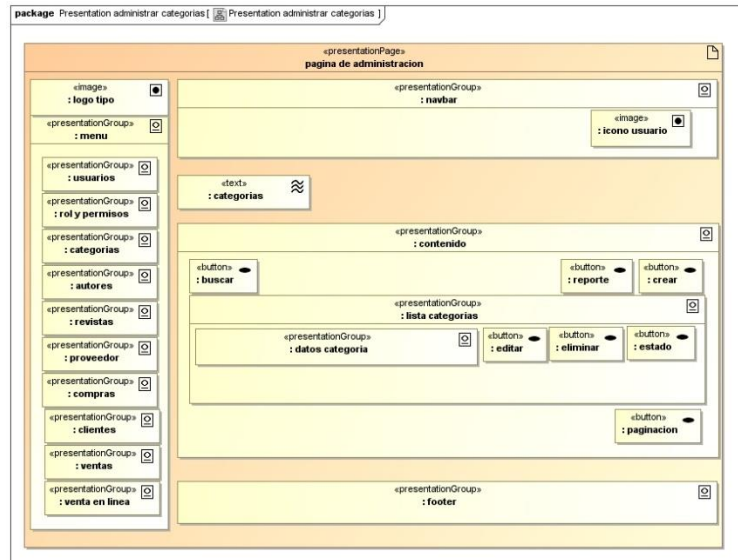 package Presentation administrar categorias [ Presentation administrar categorias ]
«presentationPage»
pagina de administracion
«image»
: logo tipo
«presentationGroup»
: menu
«presentationGroup»
: usuarios
«presentationGroup»
: rol y permisos
«presentationGroup»
: categorias
«presentationGroup»
: autores
«presentationGroup»
: revistas
«presentationGroup»
: proveedor
«presentationGroup»
: compras
«presentationGroup»
: clientes
«presentationGroup»
: ventas
«presentationGroup»
: venta en linea
«presentationGroup»
: navbar
«image»
: icono usuario
«text»
: categorias
«presentationGroup»
: contenido
«button»
: buscar
«button»
: reporte
«button»
: crear
«presentationGroup»
: lista categorias
«presentationGroup»
: datos categoria
«button»
: editar
«button»
: eliminar
«button»
: estado
«button»
: paginacion
«presentationGroup»
: footer